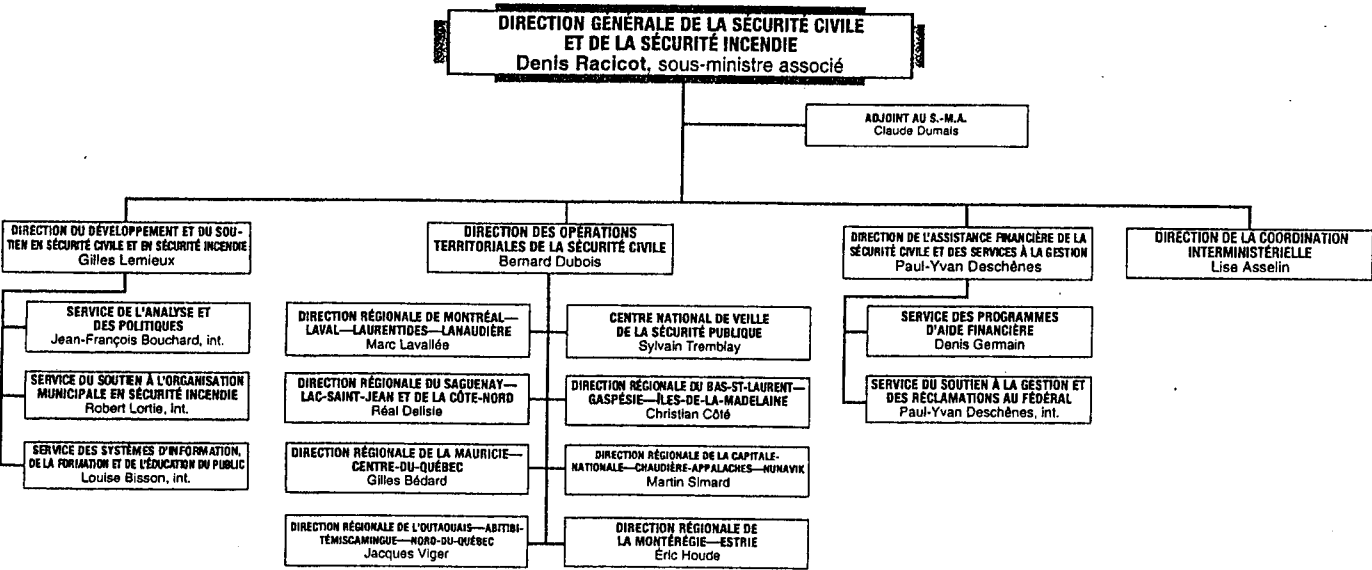 DIRECTION GÉNÉRALE DE LA SÉCURITÉ CIVILE
ET DE LA SÉCURITÉ INCENDIE
Denis Racicot, sous-ministre associé
ADJOINT AU S.-M.A.
Claude Dumais
DIRECTION DU DÉVELOPPEMENT ET DU SOU-
TIEN EN SÉCURITÉ CIVILE ET EN SÉCURITÉ INCENDIE
Gilles Lemieux
SERVICE DE L'ANALYSE ET
DES POLITIQUES
Jean-François Bouchard, int.
SERVICE DU SOUTIEN À L'ORGANISATION
MUNICIPALE EN SÉCURITÉ INCENDIE
Robert Lortie, int.
SERVICE DES SYSTÈMES D'INFORMATION,
DE LA FORMATION ET DE L'ÉDUCATION DU PUBLIC
Louise Bisson, int.
DIRECTION DES OPÉRATIONS
TERRITORIALES DE LA SÉCURITÉ CIVILE
Bernard Dubois
DIRECTION RÉGIONALE DE MONTRÉAL—
LAVAL—LAURENTIDES—LANAUDIÈRE
Marc Lavallée
CENTRE NATIONAL DE VEILLE
DE LA SÉCURITÉ PUBLIQUE
Sylvain Tremblay
DIRECTION RÉGIONALE DU SAGUENAY—
LAC-SAINT-JEAN ET DE LA CÔTE-NORD
Réal Delisle
DIRECTION RÉGIONALE DU BAS-ST-LAURENT—
GASPÉSIE—ÎLES-DE-LA-MADELAINE
Christian Côté
DIRECTION RÉGIONALE DE LA MAURICIE—
CENTRE-DU-QUÉBEC
Gilles Bédard
DIRECTION RÉGIONALE DE LA CAPITALE-
NATIONALE—CHAUDIÈRE-APPALACHES—NUNAVIK
Martin Simard
DIRECTION RÉGIONALE DE L'OUTAOUAIS—ABITIBI-
TÉMISCAMINGUE—NORD-DU-QUÉBEC
Jacques Viger
DIRECTION RÉGIONALE DE
LA MONTÉRÉGIE—ESTRIE
Éric Houde
DIRECTION DE L'ASSISTANCE FINANCIÈRE DE LA
SÉCURITÉ CIVILE ET DES SERVICES À LA GESTION
Paul-Yvan Deschênes
SERVICE DES PROGRAMMES
D'AIDE FINANCIÈRE
Denis Germain
SERVICE DU SOUTIEN À LA GESTION ET
DES RÉCLAMATIONS AU FÉDÉRAL
Paul-Yvan Deschênes, int.
DIRECTION DE LA COORDINATION
INTERMINISTÉRIELLE
Lise Asselin